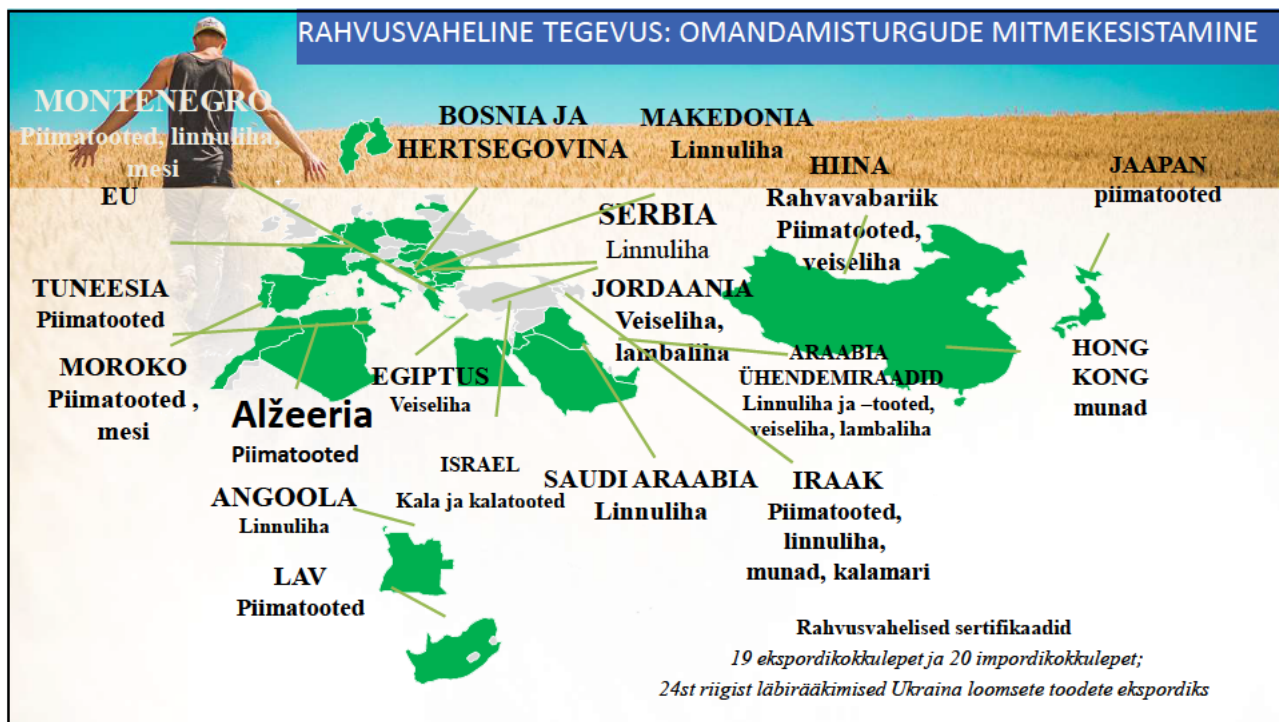 RAHVUSVAHELINE TEGEVUS: OMANDAMISTURGUDE MITMEKESISTAMINE
MONTENEGRO
Piimatooted, linnuliha,
mesi
EU
BOSNIA JA
HERTSEGOVINA
MAKEDONIA
Linnuliha
HIINA
Rahvavabariik
Piimatooted,
veiseliha
JAAPAN
piimatooted
SERBIA
Linnuliha
TUNEESIA
Piimatooted
JORDAANIA
Veiseliha,
lambaliha
MOROKO
Piimatooted ,
mesi
EGIPTUS
Veiseliha
ARAABIA
ÜHENDEMIRAADID
Linnuliha ja –tooted,
veiseliha, lambaliha
HONG
KONG
munad
Alžeeria
Piimatooted
ISRAEL
Kala ja kalatooted
SAUDI ARAABIA
Linnuliha
IRAAK
Piimatooted,
linnuliha,
munad, kalamari
ANGOOLA
Linnuliha
LAV
Piimatooted
Rahvusvahelised sertifikaadid
19 ekspordikokkulepet ja 20 impordikokkulepet;
24st riigist läbirääkimised Ukraina loomsete toodete ekspordiks